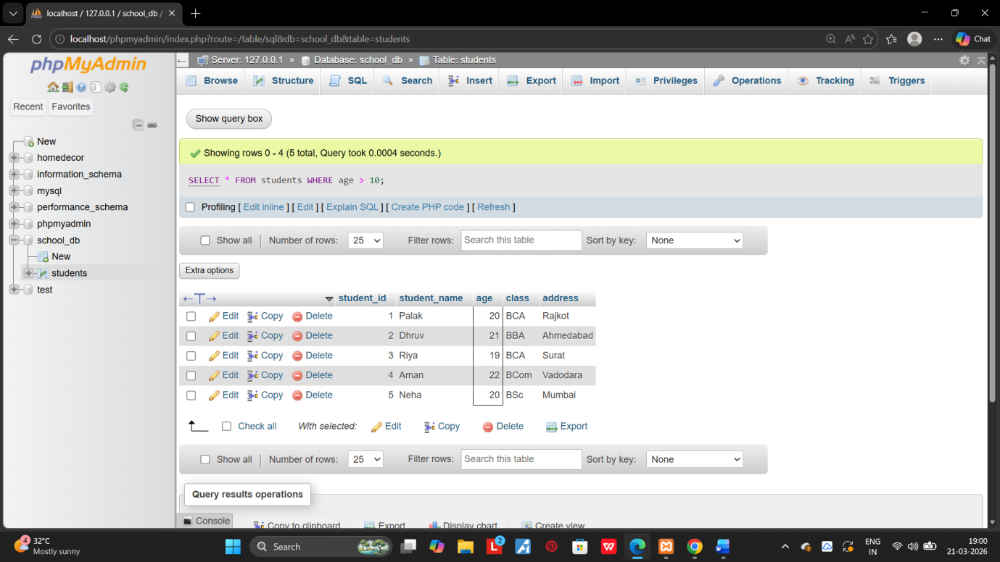 localhost / 127.0.0.1 / school_db /
localhost/phpmyadmin/index.php?route=/table/sql&db=school_db&table=students
Chat
phpMyAdmin
Recent Favorites
New
homedecor
information_schema
mysql
performance_schema
phpmyadmin
school_db
New
students
test
Server: 127.0.0.1 » Database: school_db » Table: students
Browse Structure SQL Search Insert Export Import Privileges Operations Tracking Triggers
Show query box
Showing rows 0 - 4 (5 total, Query took 0.0004 seconds.)
SELECT * FROM students WHERE age > 10;
Profiling [ Edit inline ] [ Edit ] [ Explain SQL ] [ Create PHP code ] [ Refresh ]
Show all Number of rows: 25 Filter rows: Search this table Sort by key: None
Extra options
←T→ student_id student_name age class address
Edit Copy Delete 1 Palak 20 BCA Rajkot
Edit Copy Delete 2 Dhruv 21 BBA Ahmedabad
Edit Copy Delete 3 Riya 19 BCA Surat
Edit Copy Delete 4 Aman 22 BCom Vadodara
Edit Copy Delete 5 Neha 20 BSc Mumbai
Check all With selected: Edit Copy Delete Export
Show all Number of rows: 25 Filter rows: Search this table Sort by key: None
Query results operations
Console
Copy to clipboard Export Display chart Create view
4
32°C
Mostly sunny
Search
L 2
W
ENG
IN
19:00
21-03-2026